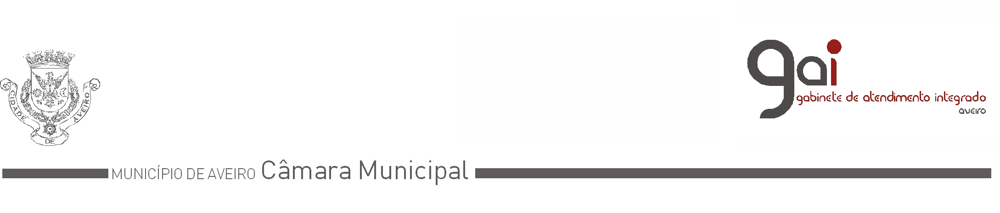 CIDADE DE AVEIRO
gai
gabinete de atendimento integrado
aveiro
MUNICÍPIO DE AVEIRO Câmara Municipal